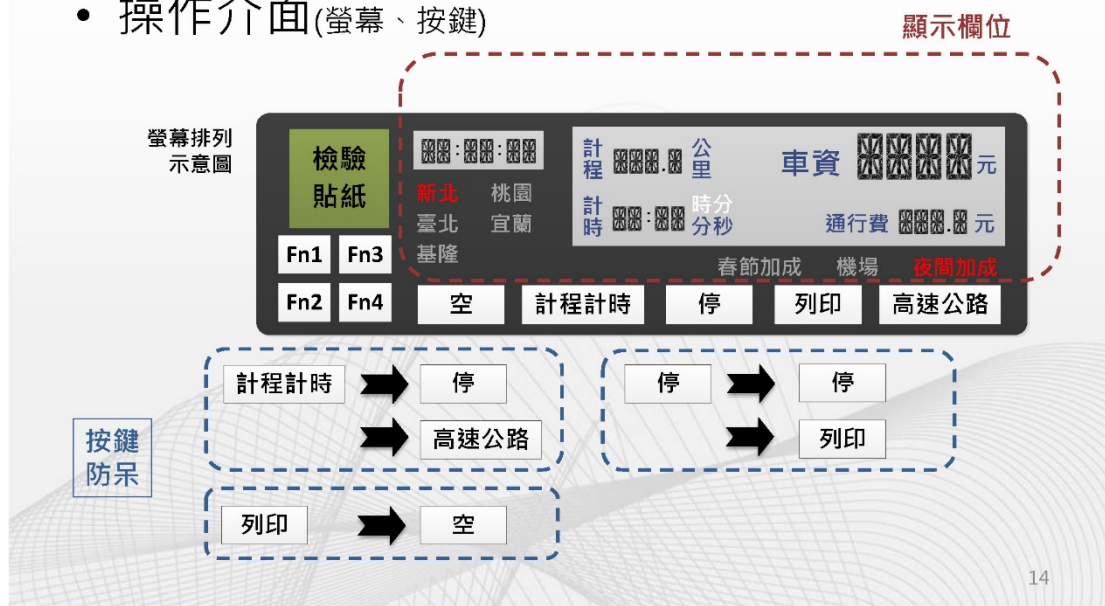 • 操作介面(螢幕、按鍵)
顯示欄位
螢幕排列
示意圖
檢驗
貼紙
Fn1 Fn3
Fn2 Fn4
新北 桃園
臺北 宜蘭
基隆
計程 公里
計時 時分
分秒
車資 元
通行費 元
春節加成 機場 夜間加成
空 計程計時 停 列印 高速公路
計程計時 停
高速公路
停 停
列印
按鍵
防呆
列印 空
14